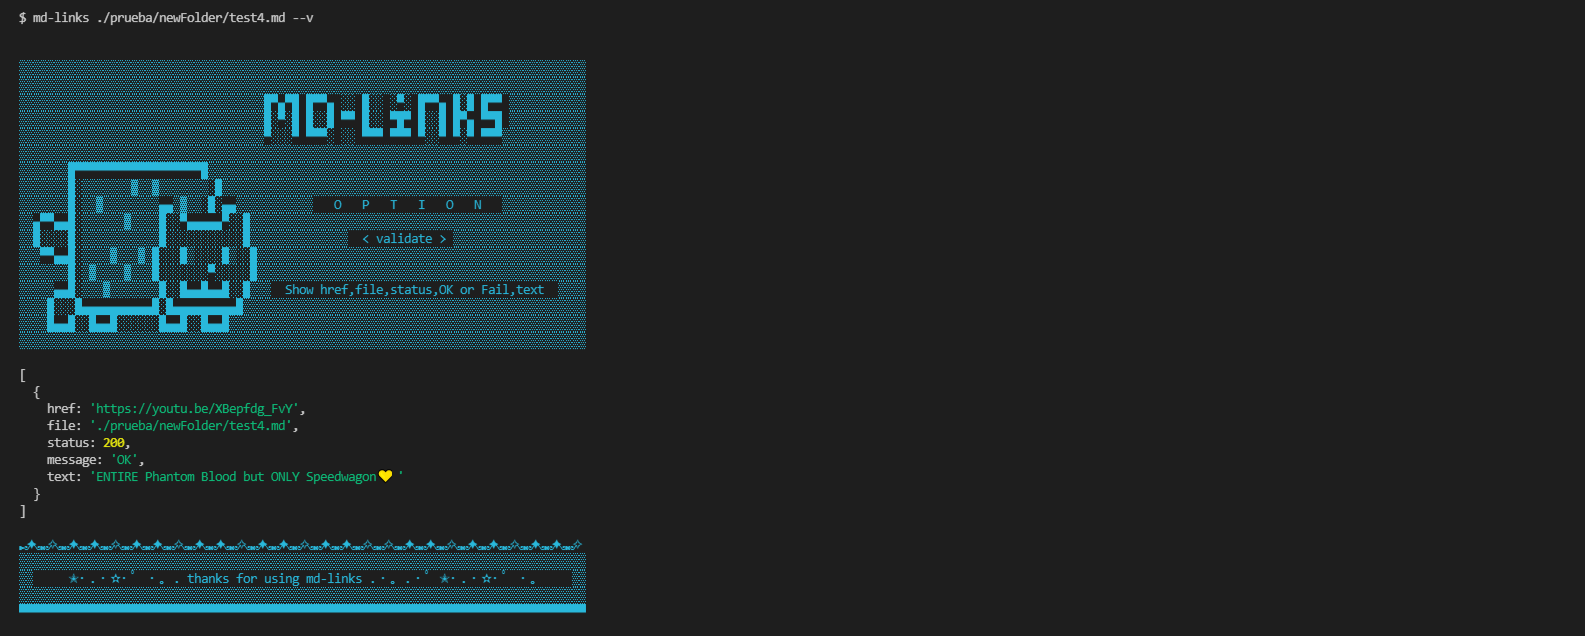 $ md-links ./prueba/newFolder/test4.md --v
MD-LiNKS
O P T I O N
< validate >
Show href,file,status,OK or Fail,text
[
{
href: 'https://youtu.be/XBepfdg_FvY',
file: './prueba/newFolder/test4.md',
status: 200,
message: 'OK',
text: 'ENTIRE Phantom Blood but ONLY Speedwagon💛 '
}
]
thanks for using md-links